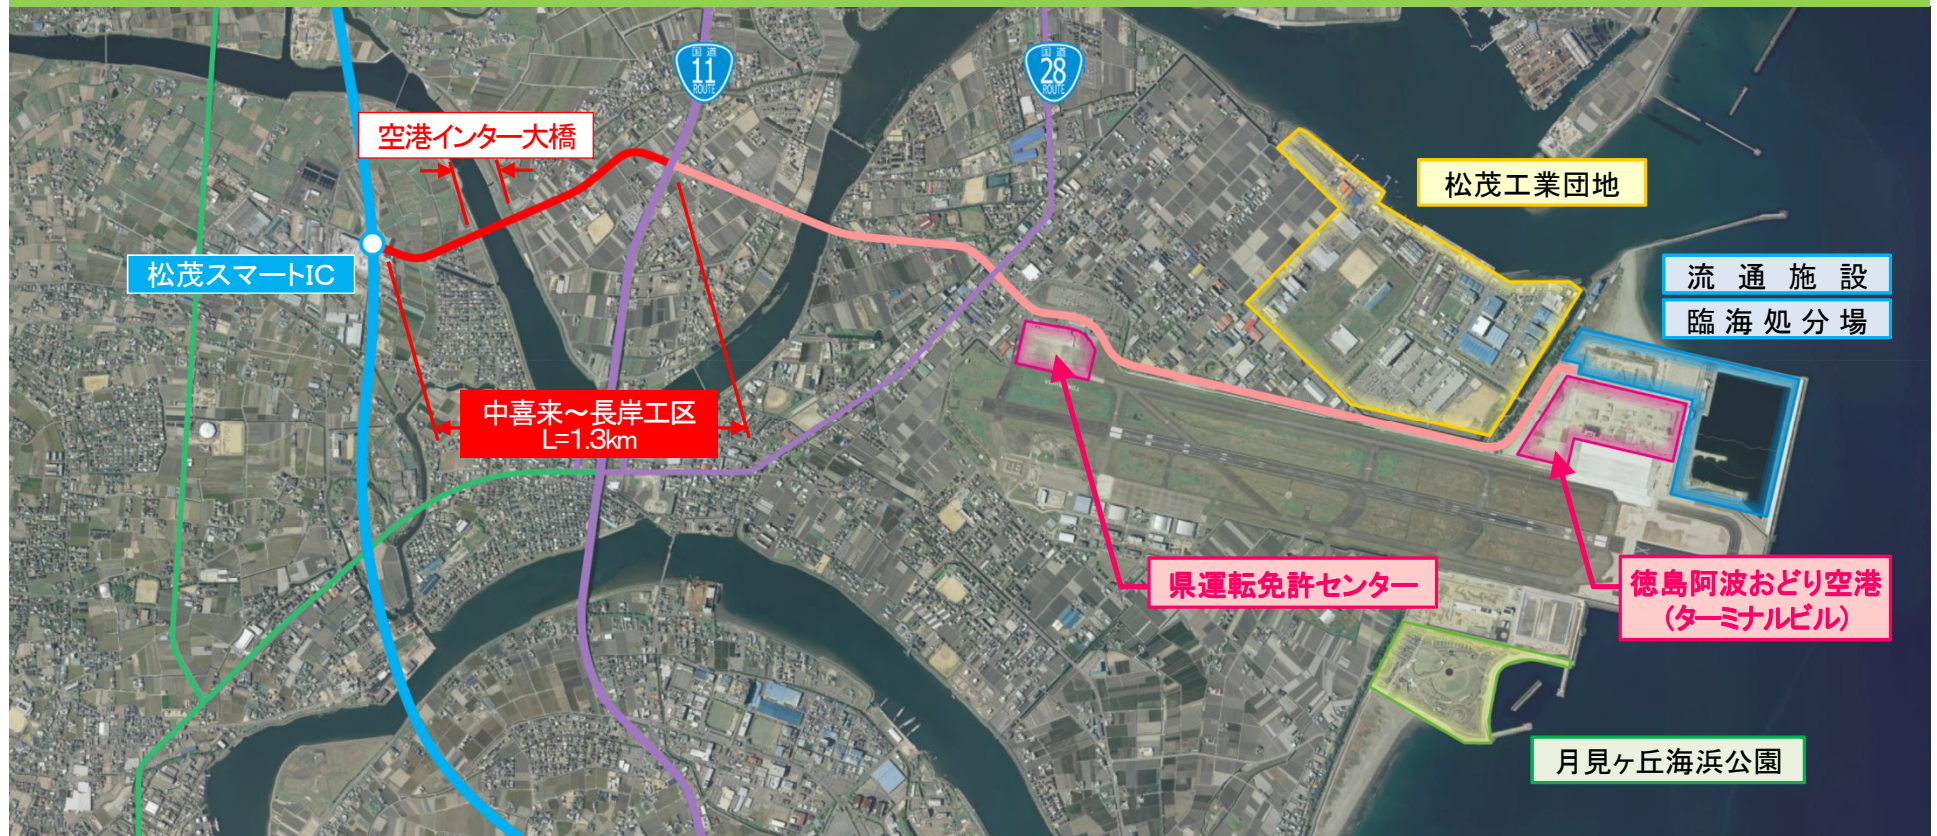 国道
11
ROUTE
国道
28
ROUTE
空港インター大橋
松茂工業団地
松茂スマートIC
流通施設
臨海処分場
中喜来～長岸工区
L=1.3km
県運転免許センター
徳島阿波おどり空港
(ターミナルビル)
月見ヶ丘海浜公園